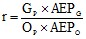 r = G_P × AEP_G / O_P × AEP_O